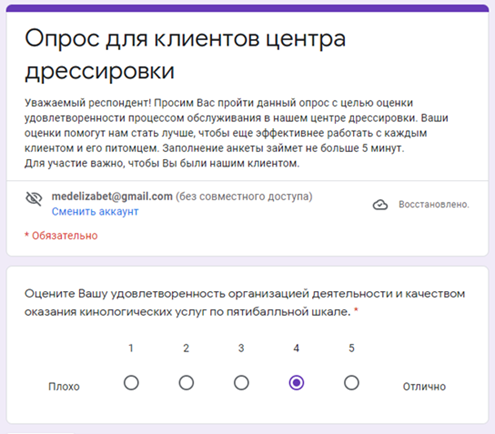 Опрос для клиентов центра
дрессировки
Уважаемый респондент! Просим Вас пройти данный опрос с целью оценки
удовлетворенности процессом обслуживания в нашем центре дрессировки. Ваши
оценки помогут нам стать лучше, чтобы еще эффективнее работать с каждым
клиентом и его питомцем. Заполнение анкеты займет не больше 5 минут.
Для участие важно, чтобы Вы были нашим клиентом.
medelizabet@gmail.com (без совместного доступа)
Сменить аккаунт
Восстановлено.
* Обязательно
Оцените Вашу удовлетворенность организацией деятельности и качеством
оказания кинологических услуг по пятибалльной шкале. *
1 2 3 4 5
Плохо Отлично